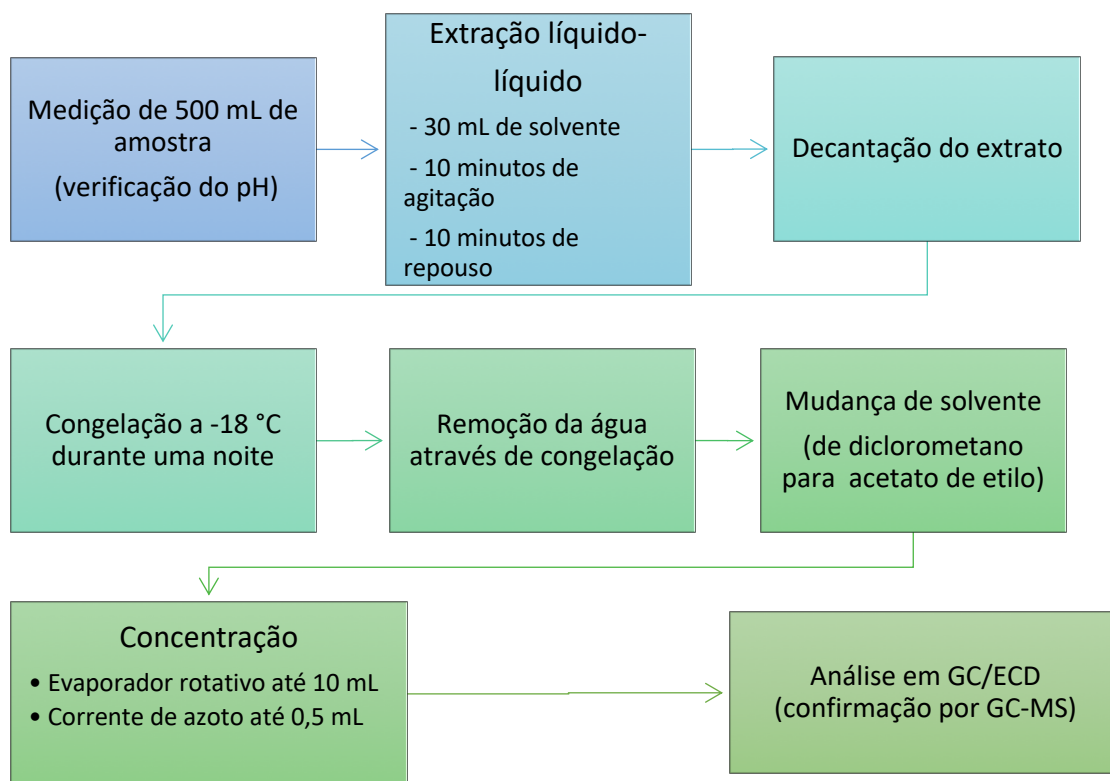 Medição de 500 mL de
amostra
(verificação do pH)
Extração líquido-
líquido
- 30 mL de solvente
- 10 minutos de
agitação
- 10 minutos de
repouso
Decantação do extrato
Congelação a -18 °C
durante uma noite
Remoção da água
através de congelação
Mudança de solvente
(de diclorometano
para acetato de etilo)
Concentração
• Evaporador rotativo até 10 mL
• Corrente de azoto até 0,5 mL
Análise em GC/ECD
(confirmação por GC-MS)